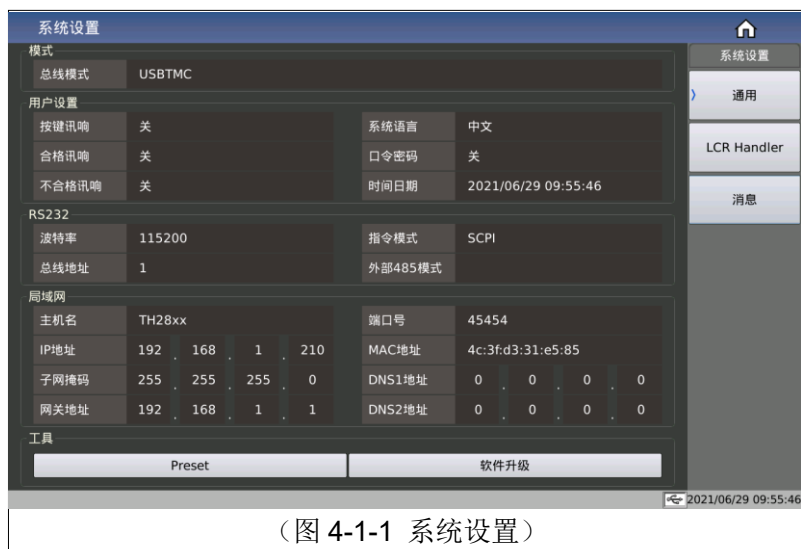 系统设置
模式
总线模式 USBTMC
用户设置
按键讯响 关 系统语言 中文
合格讯响 关 口令密码 关
不合格讯响 关 时间日期 2021/06/29 09:55:46
RS232
波特率 115200 指令模式 SCPI
总线地址 1 外部485模式
局域网
主机名 TH28xx 端口号 45454
IP地址 192 . 168 . 1 . 210 MAC地址 4c:3f:d3:31:e5:85
子网掩码 255 . 255 . 255 . 0 DNS1地址 0 . 0 . 0 . 0
网关地址 192 . 168 . 1 . 1 DNS2地址 0 . 0 . 0 . 0
工具
Preset 软件升级
系统设置
通用
LCR Handler
消息
2021/06/29 09:55:46
(图 4-1-1 系统设置)